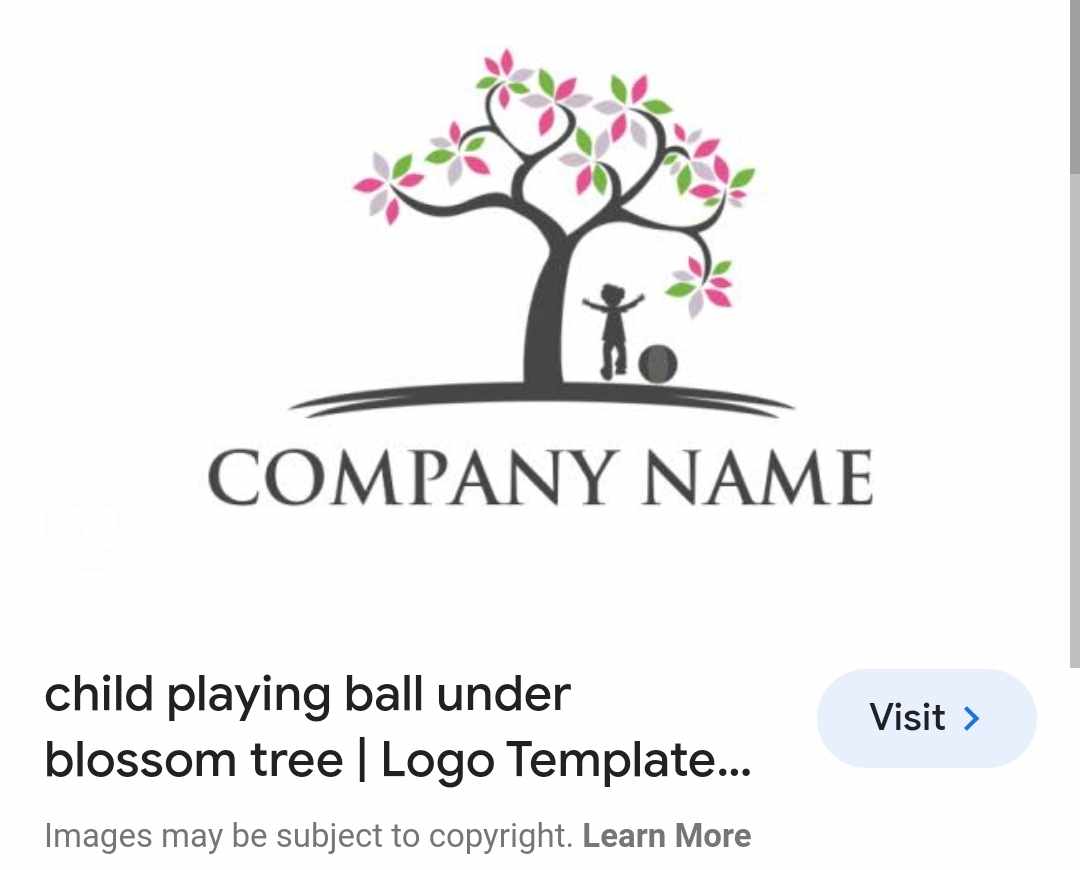 COMPANY NAME
child playing ball under
blossom tree | Logo Template...
Visit
Images may be subject to copyright. Learn More